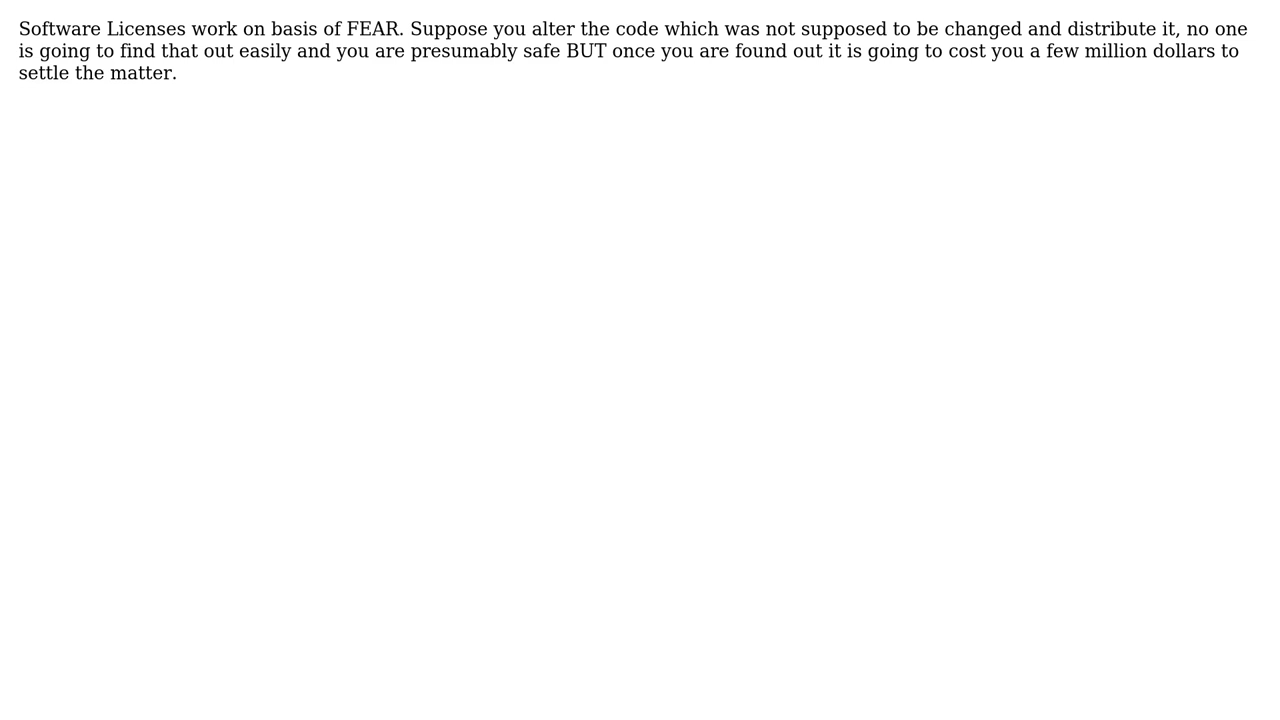 Software Licenses work on basis of FEAR. Suppose you alter the code which was not supposed to be changed and distribute it, no one
is going to find that out easily and you are presumably safe BUT once you are found out it is going to cost you a few million dollars to
settle the matter.